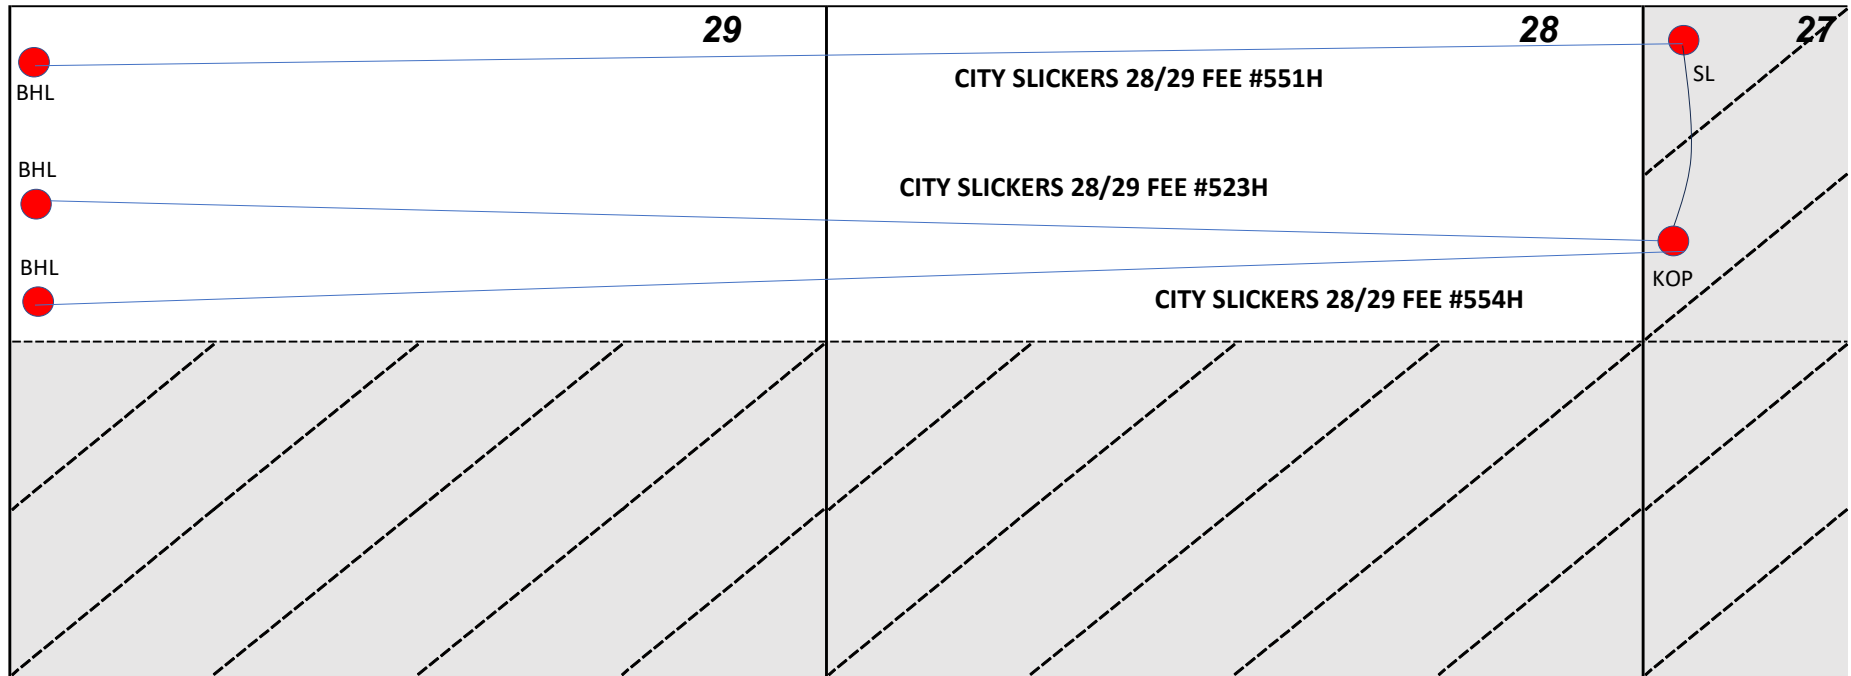 29
28
27
CITY SLICKERS 28/29 FEE #551H
SL
BHL
BHL
CITY SLICKERS 28/29 FEE #523H
BHL
KOP
CITY SLICKERS 28/29 FEE #554H